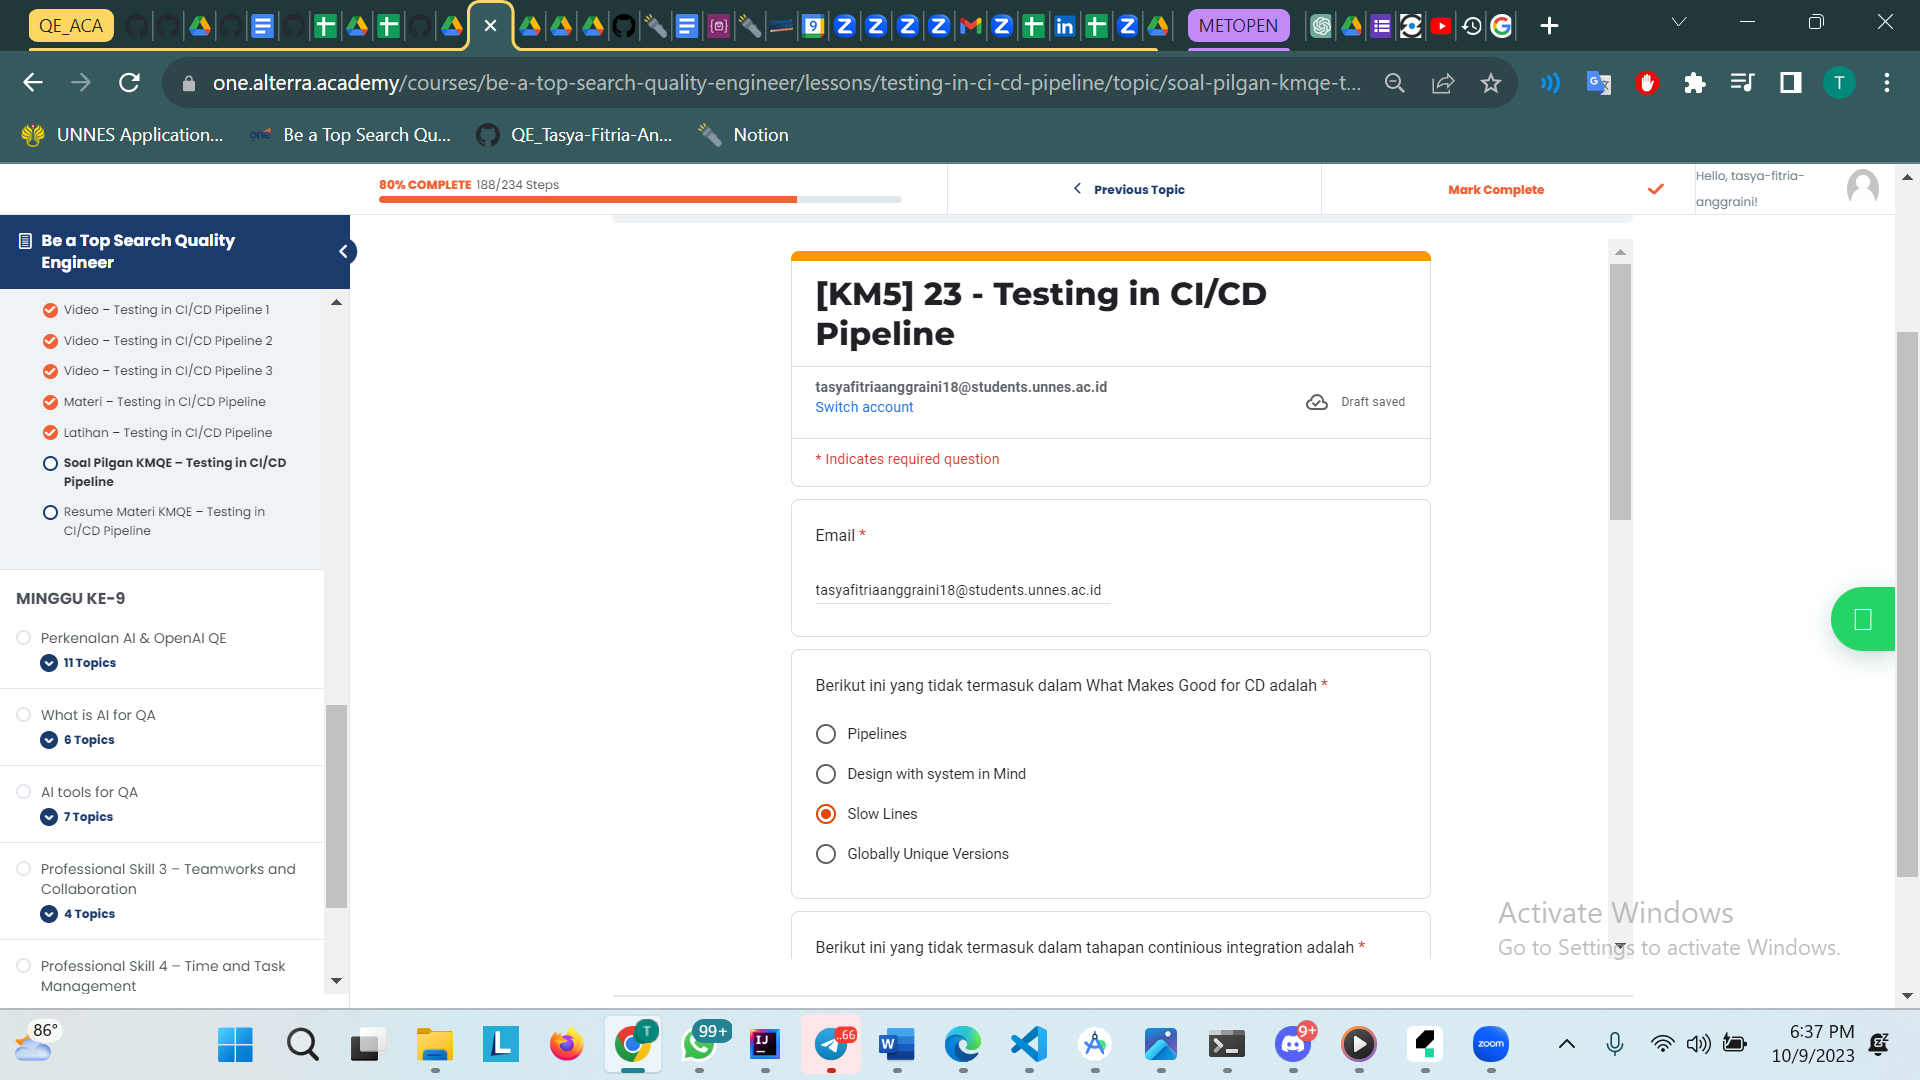 QE_ACA
METOPEN
one.alterra.academy/courses/be-a-top-search-quality-engineer/lessons/testing-in-ci-cd-pipeline/topic/soal-pilgan-kmqe-t...
UNNES Application...
one
Be a Top Search Qu...
QE_Tasya-Fitria-An...
Notion
80% COMPLETE 188/234 Steps
Previous Topic
Mark Complete
Hello, tasya-fitria-
anggraini!
Be a Top Search Quality
Engineer
Video – Testing in CI/CD Pipeline 1
Video – Testing in CI/CD Pipeline 2
Video – Testing in CI/CD Pipeline 3
Materi – Testing in CI/CD Pipeline
Latihan – Testing in CI/CD Pipeline
Soal Pilgan KMQE – Testing in CI/CD
Pipeline
Resume Materi KMQE – Testing in
CI/CD Pipeline
MINGGU KE-9
Perkenalan AI & OpenAI QE
11 Topics
What is AI for QA
6 Topics
AI tools for QA
7 Topics
Professional Skill 3 – Teamworks and
Collaboration
4 Topics
Professional Skill 4 – Time and Task
Management
[KM5] 23 - Testing in CI/CD
Pipeline
tasyafitriaanggraini18@students.unnes.ac.id
Switch account
Draft saved
* Indicates required question
Email *
tasyafitriaanggraini18@students.unnes.ac.id
Berikut ini yang tidak termasuk dalam What Makes Good for CD adalah *
Pipelines
Design with system in Mind
Slow Lines
Globally Unique Versions
Berikut ini yang tidak termasuk dalam tahapan continious integration adalah *
Activate Windows
Go to Settings to activate Windows.
86°
T
99+
66
9+
zoom
6:37 PM
10/9/2023